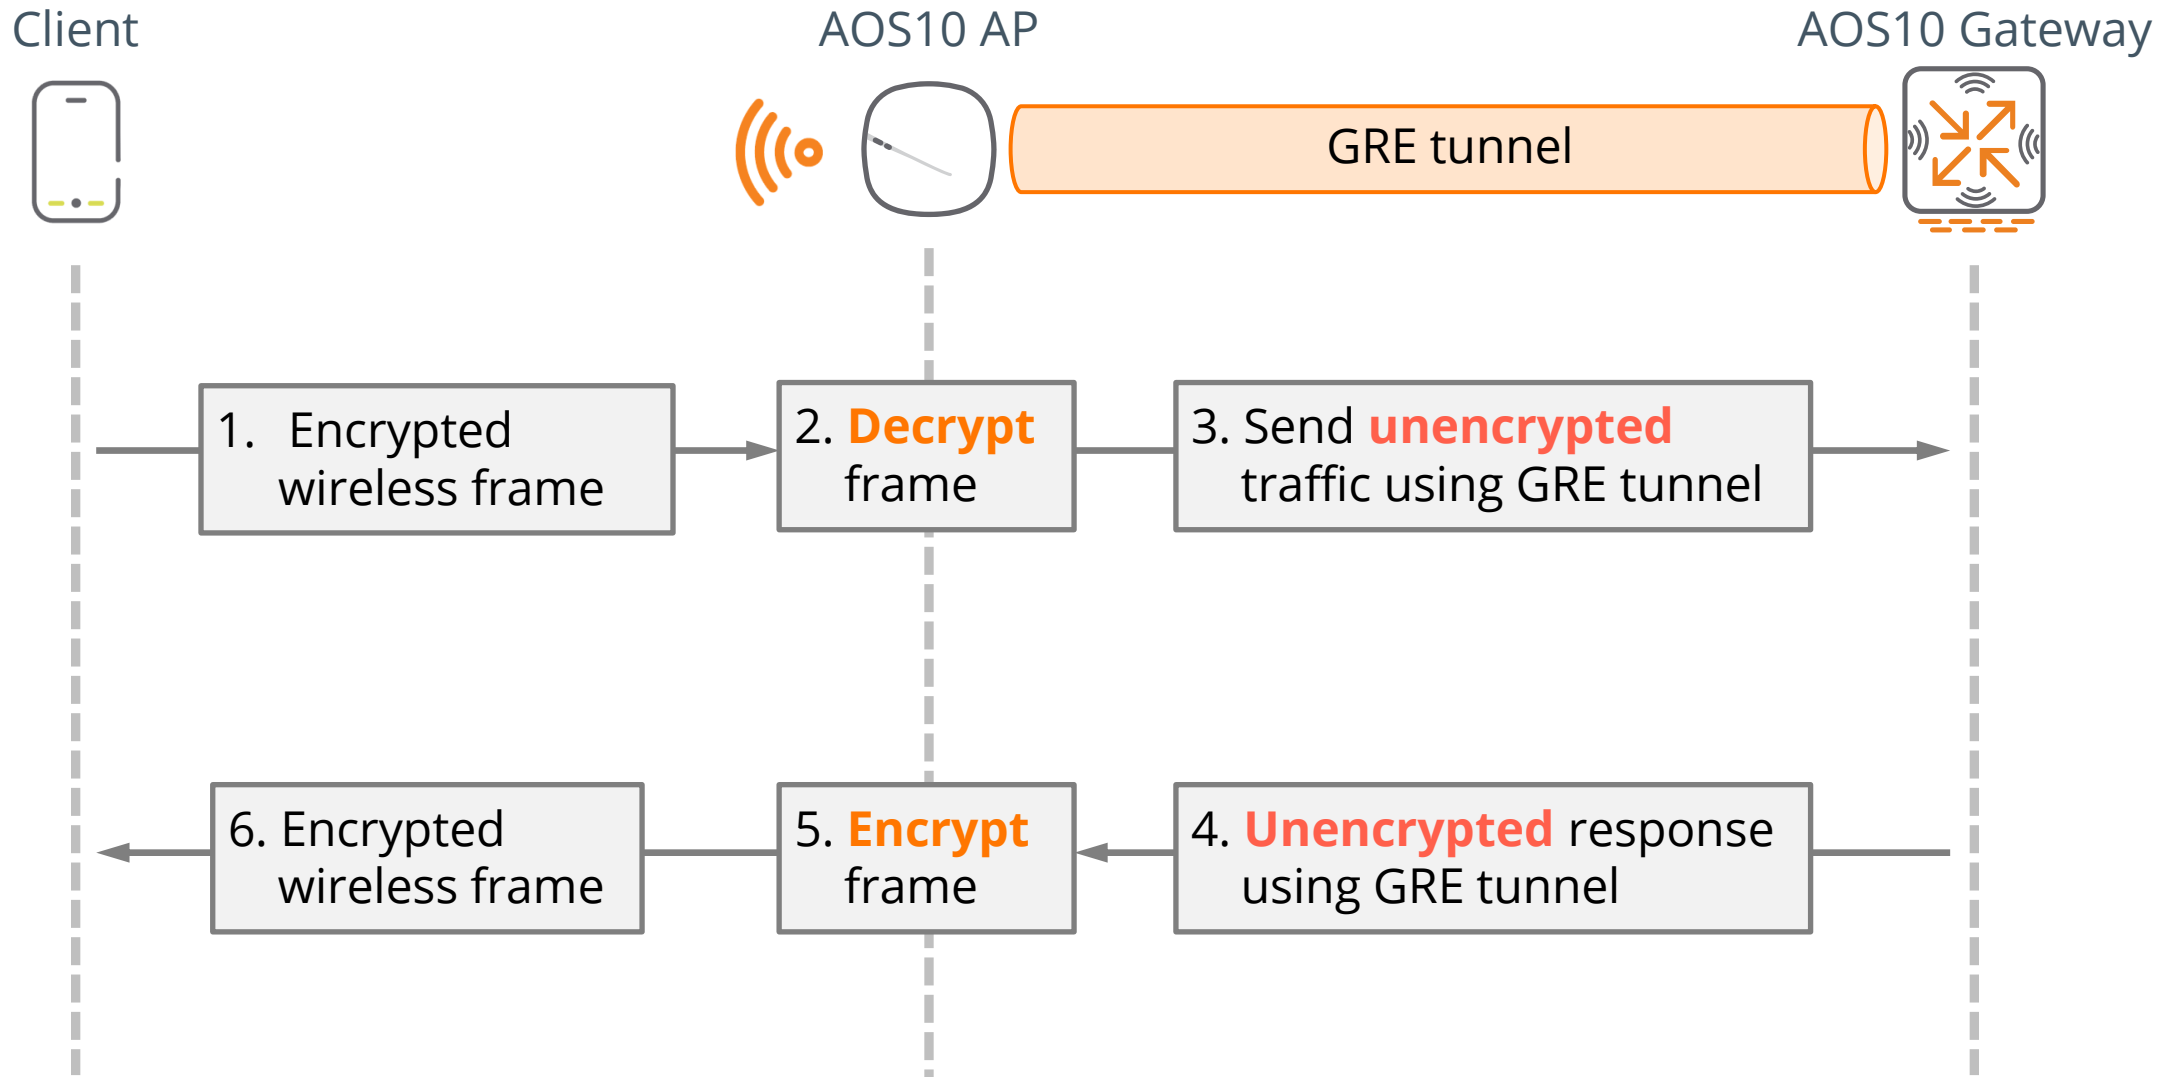 Client
AOS10 AP
AOS10 Gateway
GRE tunnel
1. Encrypted
wireless frame
2. Decrypt
frame
3. Send unencrypted
traffic using GRE tunnel
6. Encrypted
wireless frame
5. Encrypt
frame
4. Unencrypted response
using GRE tunnel